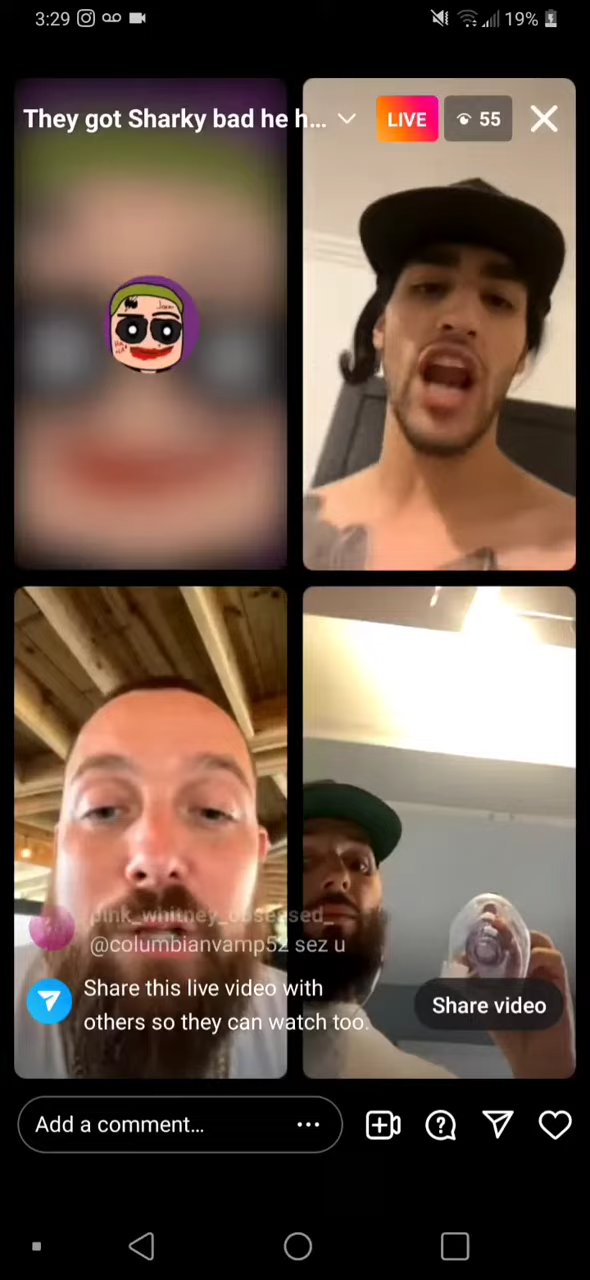 3:29 19%
They got Sharky bad he h... LIVE 55
pink_whitney_obsessed_
@columbianvamp52 sez u
Share this live video with
others so they can watch too.
Share video
Add a comment...